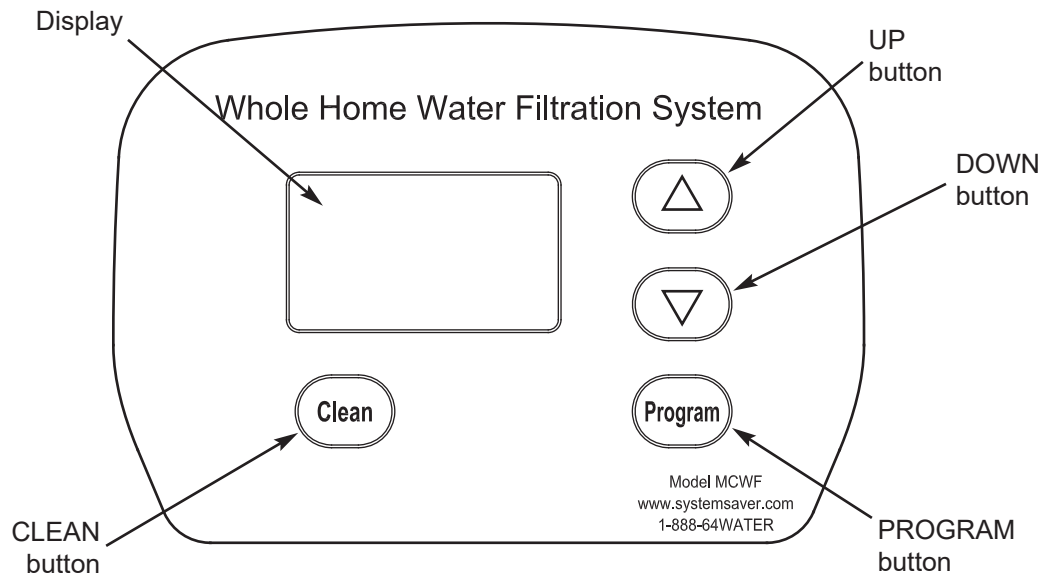 Display
UP
button
Whole Home Water Filtration System
DOWN
button
Clean
Program
Model MCWF
www.systemsaver.com
1-888-64WATER
CLEAN
button
PROGRAM
button